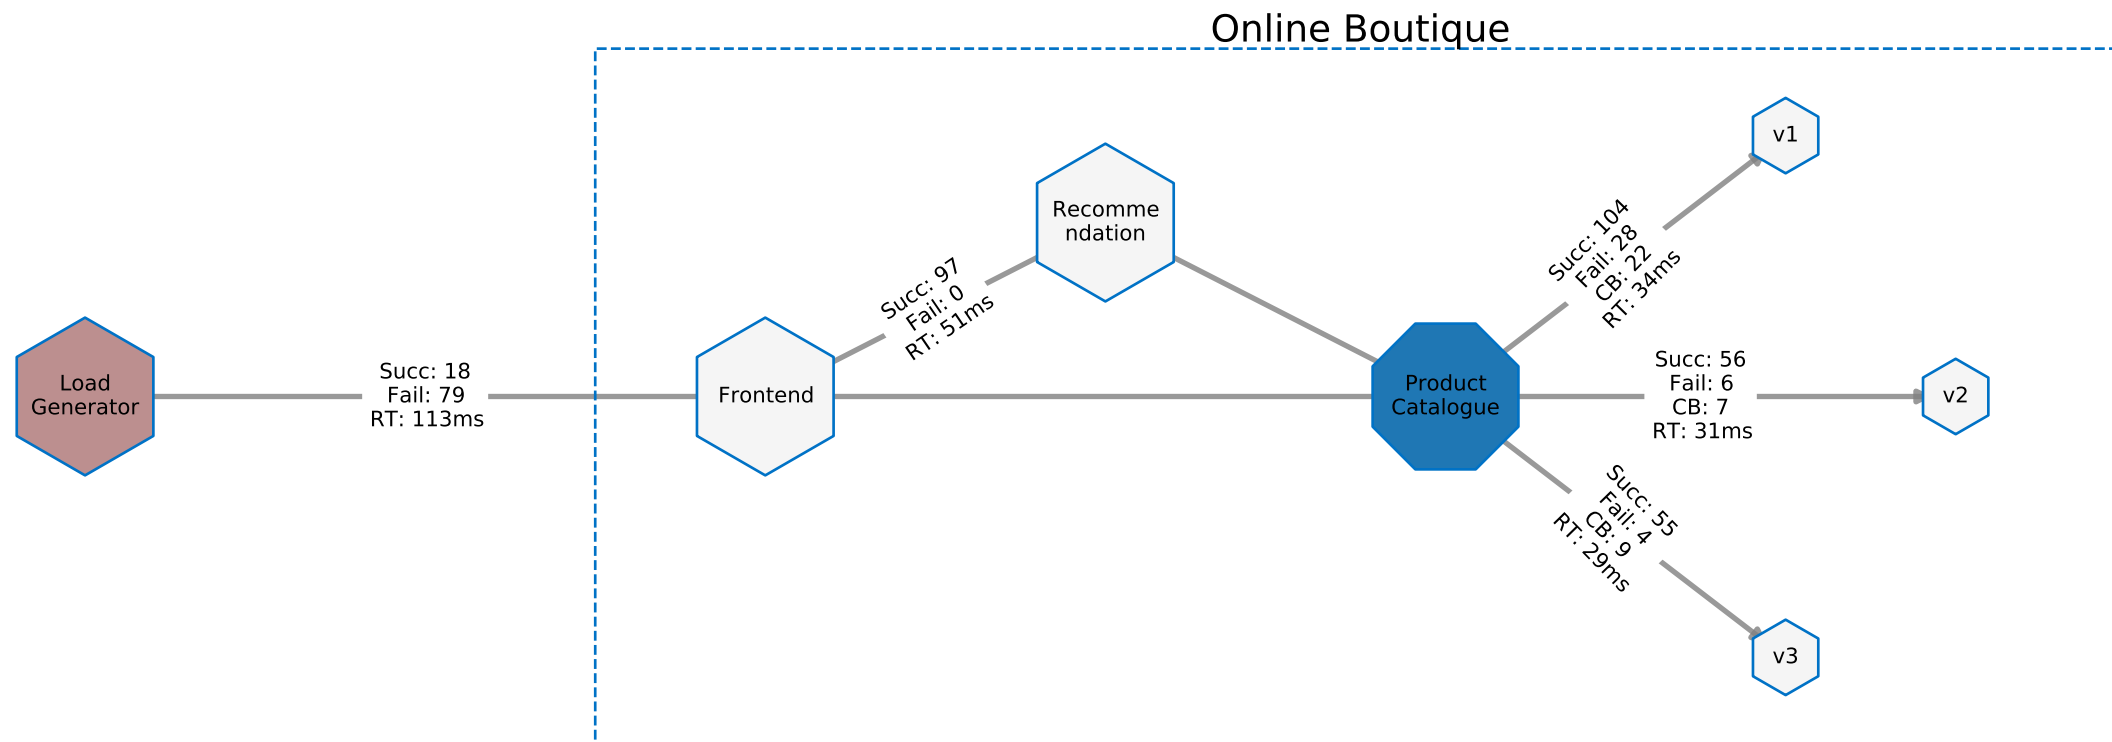 Online Boutique
Load
Generator
Succ: 18
Fail: 79
RT: 113ms
Frontend
Succ: 97
Fail: 0
RT: 51ms
Recomme
ndation
Product
Catalogue
Succ: 104
Fail: 28
CB: 22
RT: 34ms
v1
Succ: 56
Fail: 6
CB: 7
RT: 31ms
v2
Succ: 55
Fail: 4
CB: 9
RT: 29ms
v3